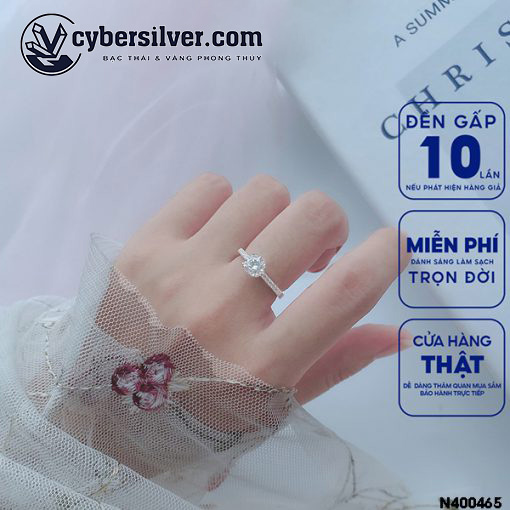 cybersilver.com
BẠC THÁI & VÀNG PHONG THỦY
A SUMM
CHRIS
ĐỀN GẤP
10 LẦN
NẾU PHÁT HIỆN HÀNG GIẢ
MIỄN PHÍ
ĐÁNH SÁNG LÀM SẠCH
TRỌN ĐỜI
CỬA HÀNG
THẬT
DỄ DÀNG THĂM QUAN MUA SẮM
BẢO HÀNH TRỰC TIẾP
N400465